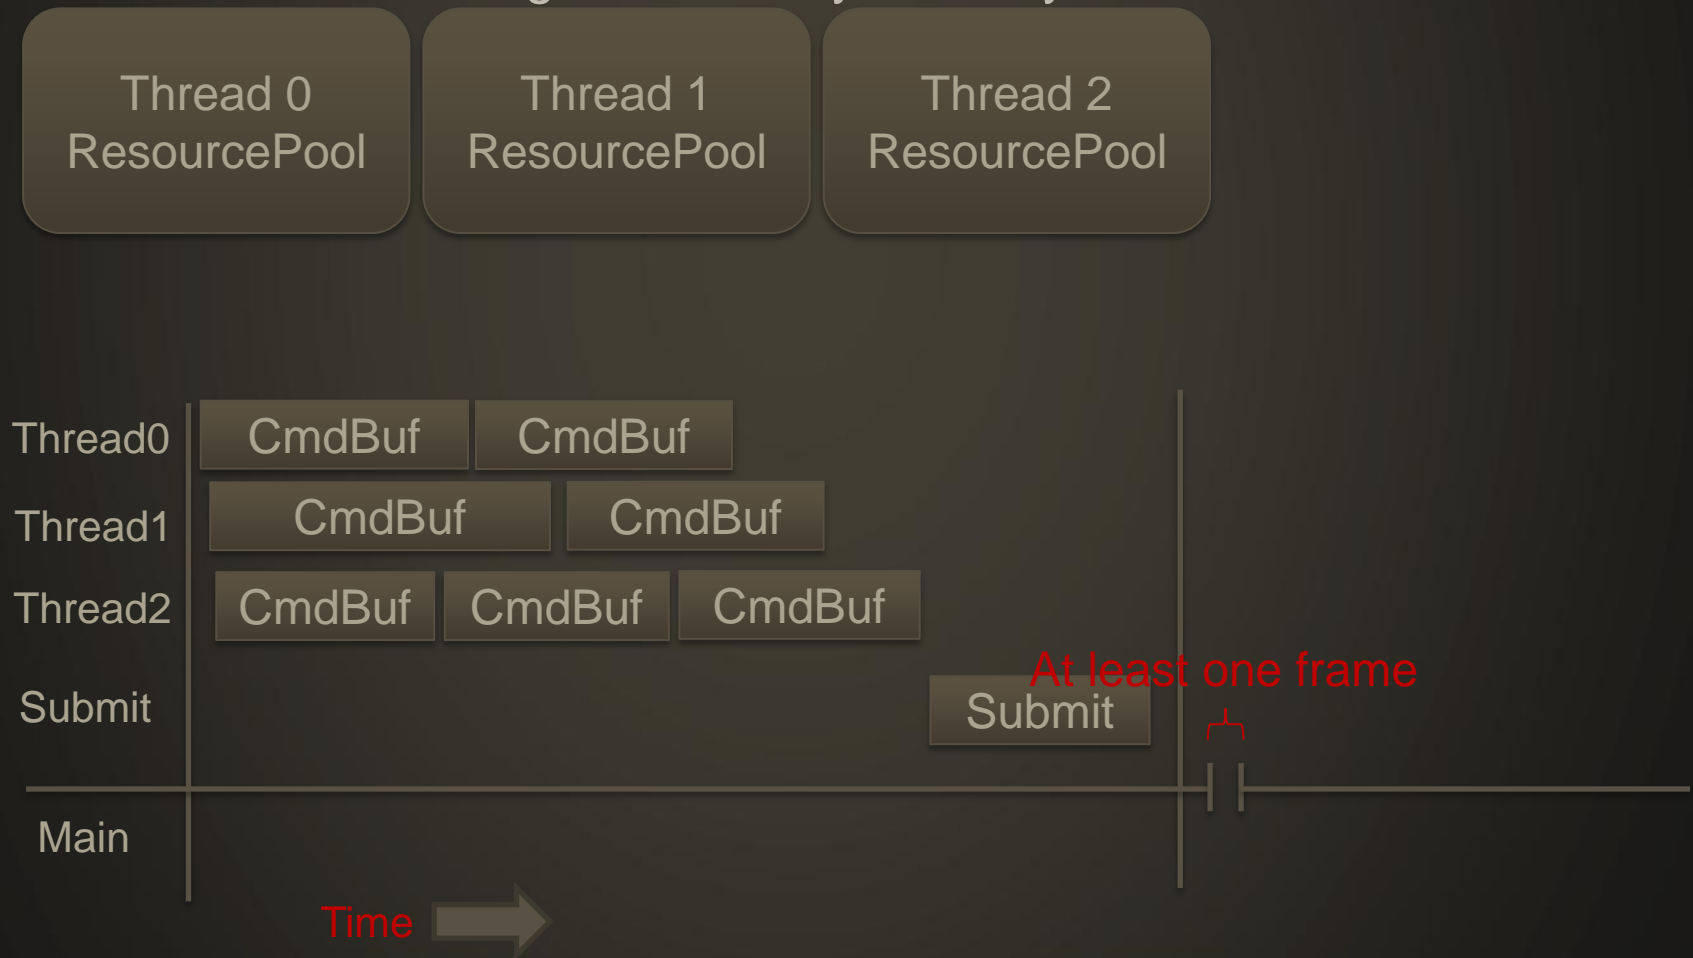 Thread 0
ResourcePool
Thread 1
ResourcePool
Thread 2
ResourcePool
Thread0
CmdBuf
CmdBuf
Thread1
CmdBuf
CmdBuf
Thread2
CmdBuf
CmdBuf
CmdBuf
At least one frame
Submit
Submit
Main
Time